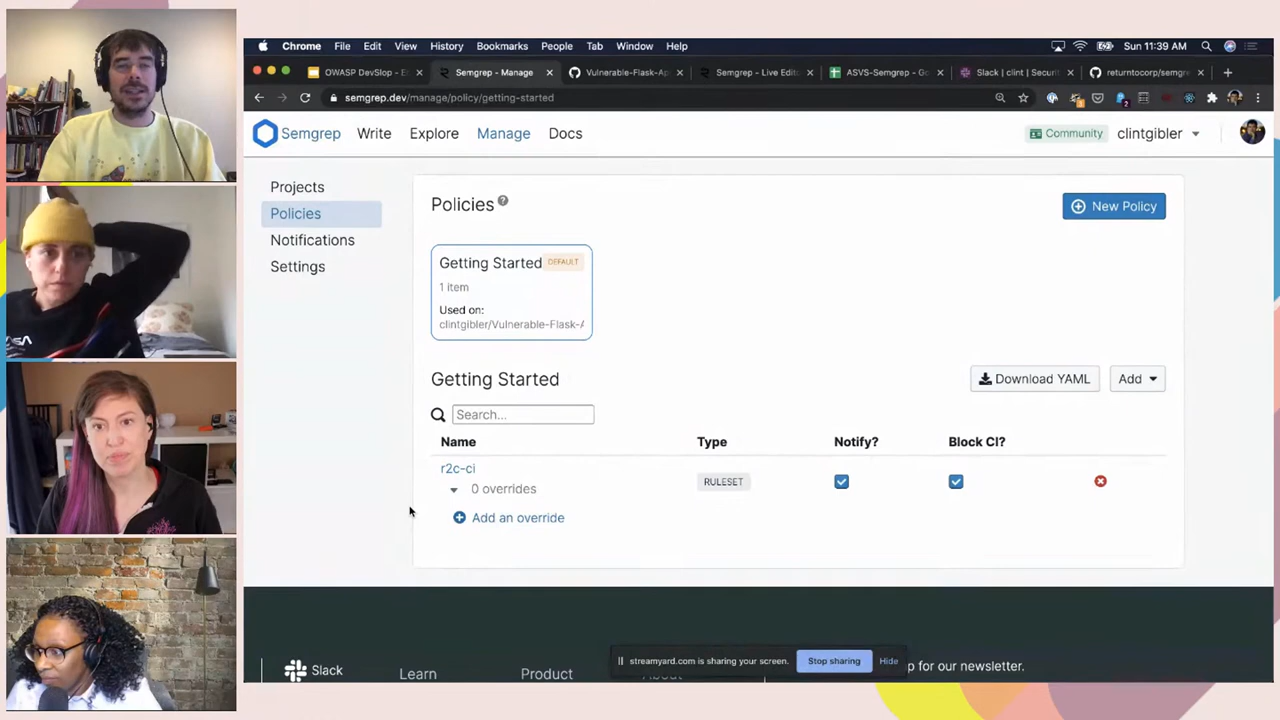 Chrome File Edit View History Bookmarks People Tab Window Help Sun 11:39 AM
OWASP DevSlop - E Semgrep - Manage Vulnerable-Flask-Ap Semgrep - Live Edit ASVS-Semgrep - Go Slack | clint | Securit returntocorp/semgre
semgrep.dev/manage/policy/getting-started
Semgrep Write Explore Manage Docs Community clintgibler
Projects
Policies
Notifications
Settings
Policies ?
New Policy
Getting Started DEFAULT
1 item
Used on:
clintgibler/Vulnerable-Flask-A
Getting Started
Download YAML Add
Search...
Name Type Notify? Block CI?
r2c-ci RULESET
0 overrides
Add an override
Slack Learn Product About p for our newsletter.
streamyard.com is sharing your screen. Stop sharing Hide